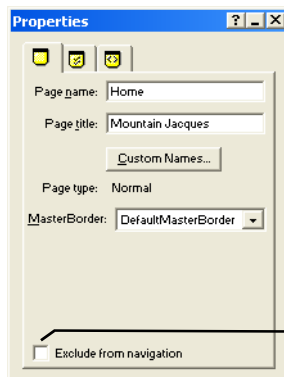 Properties
Page name: Home
Page title: Mountain Jacques
Custom Names...
Page type: Normal
MasterBorder: DefaultMasterBorder
Exclude from navigation